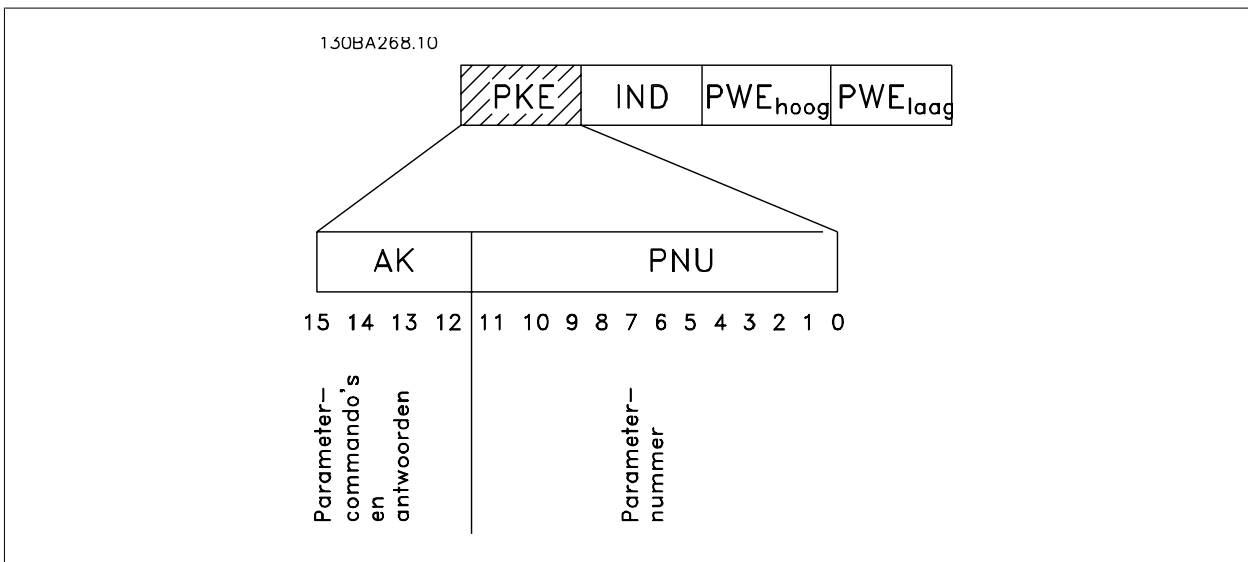 130BA268.10
PKE IND PWEhoog PWElaag
AK PNU
15 14 13 12 11 10 9 8 7 6 5 4 3 2 1 0
Parameter-
commando's
en
antwoorden
Parameter-
nummer